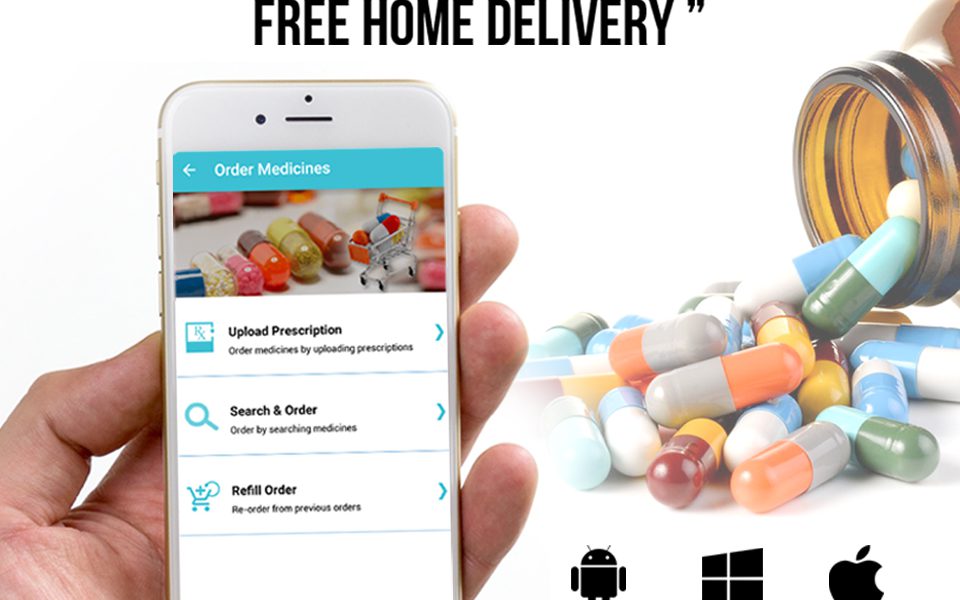 FREE HOME DELIVERY ”
Order Medicines
RX
Upload Prescription
Order medicines by uploading prescriptions
Search & Order
Order by searching medicines
Refill Order
Re-order from previous orders